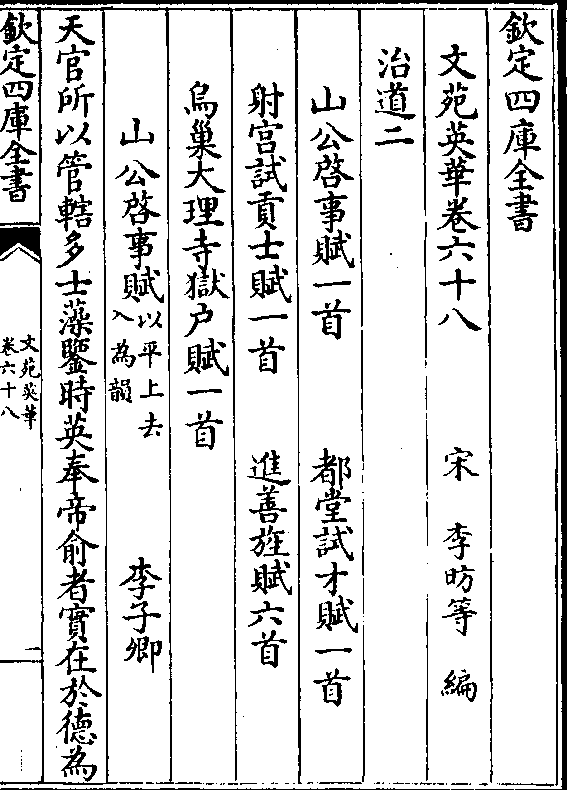 欽定四庫全書
文苑英華卷六十八 宋 李昉等 編
治道二
山公啓事賦一首 都堂試才賦一首
射宫試貢士賦一首 進善旌賦六首
烏巢大理寺獄户賦一首
山公啓事賦以平上去入為韻 李子卿
天官所以管轄多士藻鑒時英奉帝俞者實在於德為
欽定四庫全書
文苑英華
卷六十八
一